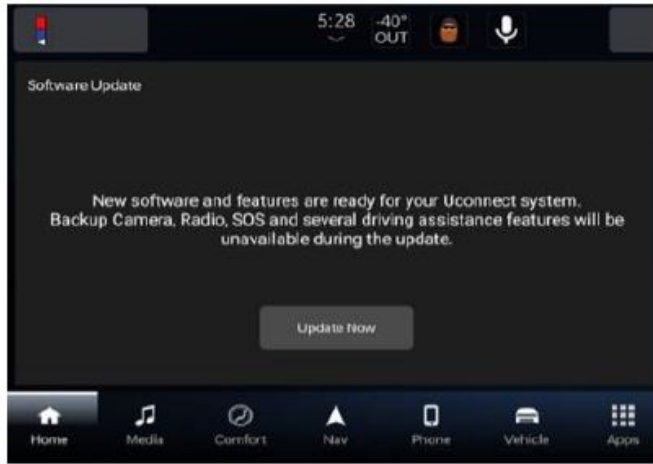 5:28 -40°
OUT
Software Update
New software and features are ready for your Uconnect system.
Backup Camera, Radio, SOS and several driving assistance features will be
unavailable during the update.
Update Now
Home Media Comfort Nav Phone Vehicle Apps